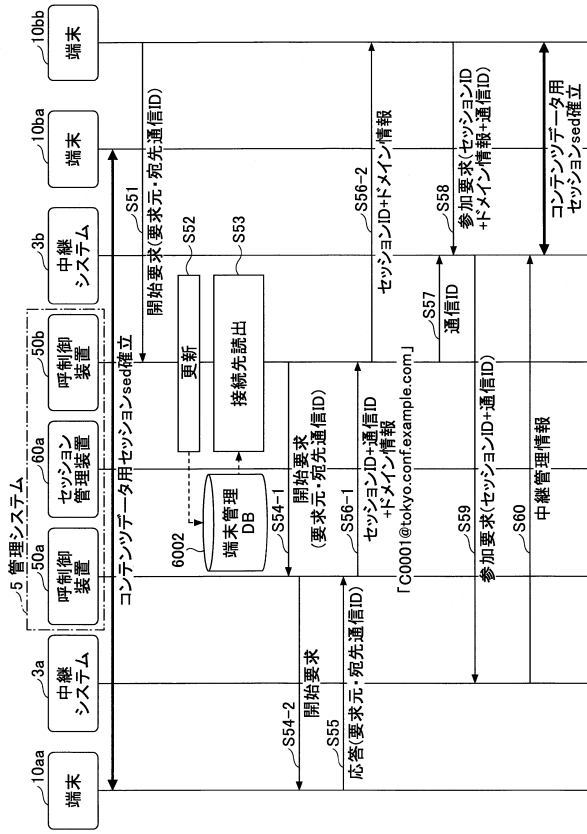 5 管理システム
10aa
端末
3a
中継
システム
50a
呼制御
装置
60a
セッション
管理装置
50b
呼制御
装置
3b
中継
システム
10ba
端末
10bb
端末
コンテンツデータ用セッションsed確立
S51
開始要求(要求元・宛先通信ID)
S52
更新
6002
端末管理
DB
S53
接続先読出
S54-1
開始要求
(要求元・宛先通信ID)
S54-2
開始要求
S55
応答(要求元・宛先通信ID)
S56-1
セッションID+通信ID
+ドメイン情報
「C0001@tokyo.conf.example.com」
S56-2
セッションID+ドメイン情報
S57
通信ID
S58
参加要求(セッションID
+ドメイン情報+通信ID)
S59
参加要求(セッションID+通信ID)
S60
中継管理情報
コンテンツデータ用
セッションsed確立